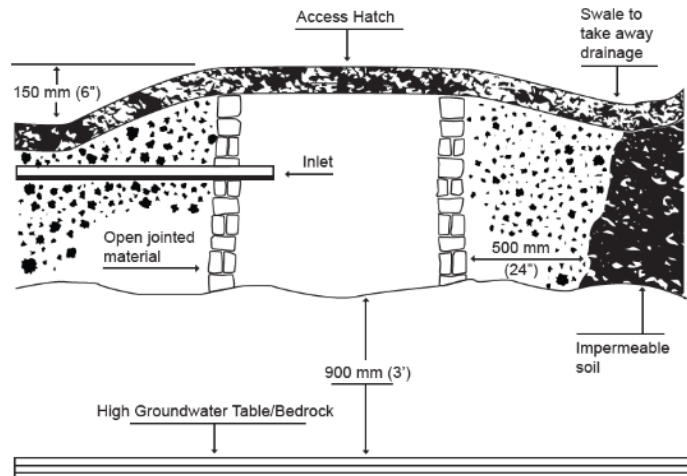 Access Hatch
Swale to
take away
drainage
150 mm (6")
Inlet
Open jointed
material
500 mm
(24")
Impermeable
soil
900 mm (3')
High Groundwater Table/Bedrock